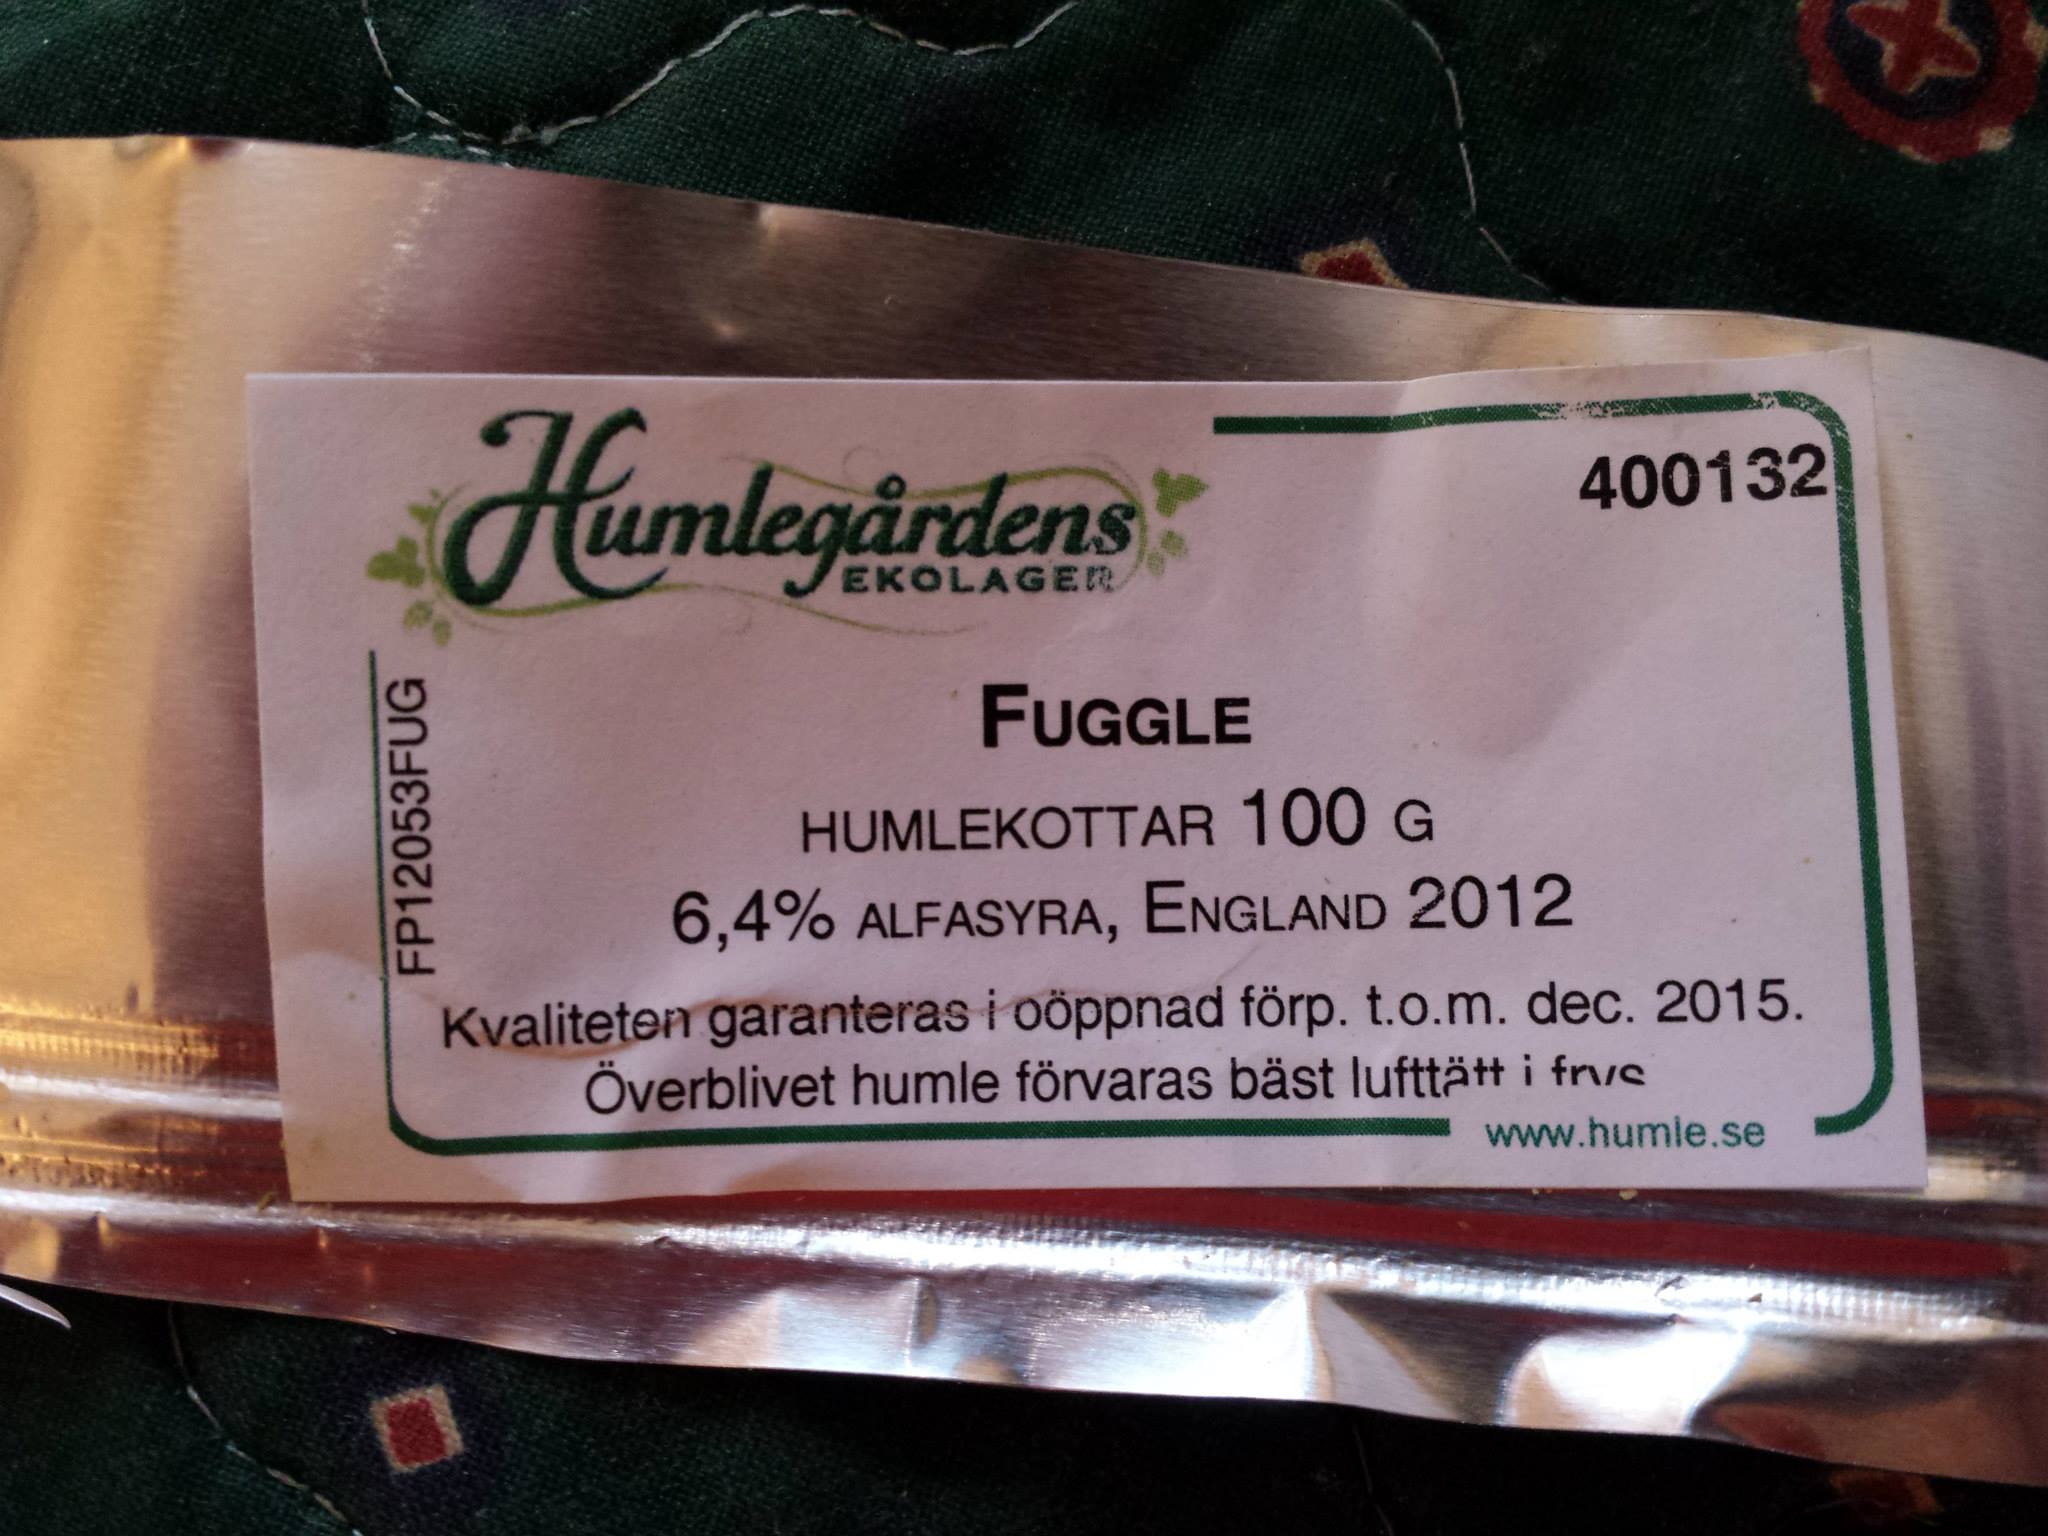 Humlegårdens
EKOLAGER
400132
FP12053FUG
FUGGLE
HUMLEKOTTAR 100 G
6,4% ALFASYRA, ENGLAND 2012
Kvaliteten garanteras i oöppnad förp. t.o.m. dec. 2015.
Överblivet humle förvaras bäst lufttätt i frys
www.humle.se